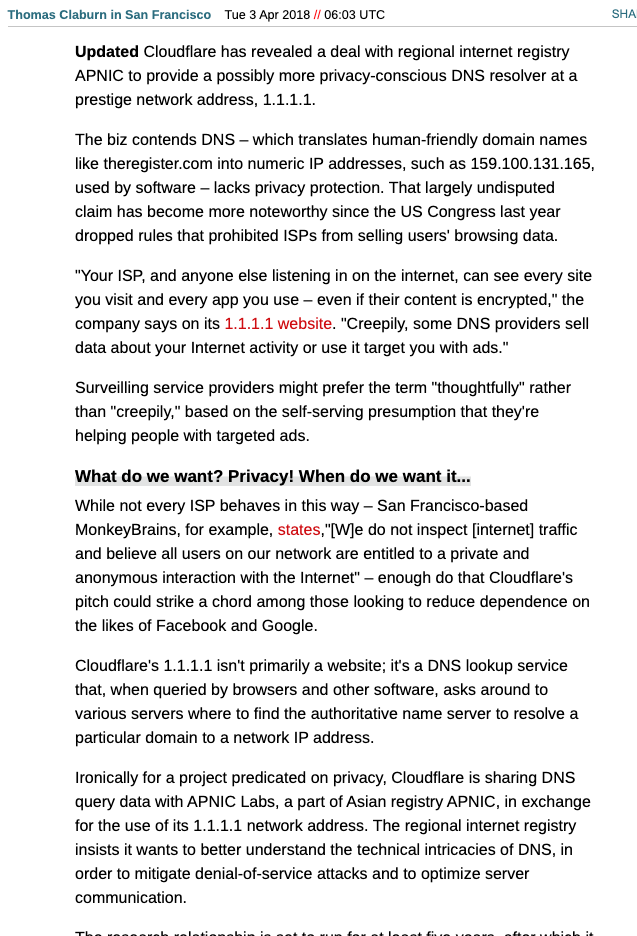 Thomas Claburn in San Francisco Tue 3 Apr 2018 // 06:03 UTC SHA
Updated Cloudflare has revealed a deal with regional internet registry
APNIC to provide a possibly more privacy-conscious DNS resolver at a
prestige network address, 1.1.1.1.
The biz contends DNS – which translates human-friendly domain names
like theregister.com into numeric IP addresses, such as 159.100.131.165,
used by software – lacks privacy protection. That largely undisputed
claim has become more noteworthy since the US Congress last year
dropped rules that prohibited ISPs from selling users' browsing data.
"Your ISP, and anyone else listening in on the internet, can see every site
you visit and every app you use – even if their content is encrypted," the
company says on its 1.1.1.1 website. "Creepily, some DNS providers sell
data about your Internet activity or use it target you with ads."
Surveilling service providers might prefer the term "thoughtfully" rather
than "creepily," based on the self-serving presumption that they're
helping people with targeted ads.
What do we want? Privacy! When do we want it...
While not every ISP behaves in this way – San Francisco-based
MonkeyBrains, for example, states,"[W]e do not inspect [internet] traffic
and believe all users on our network are entitled to a private and
anonymous interaction with the Internet" – enough do that Cloudflare's
pitch could strike a chord among those looking to reduce dependence on
the likes of Facebook and Google.
Cloudflare's 1.1.1.1 isn't primarily a website; it's a DNS lookup service
that, when queried by browsers and other software, asks around to
various servers where to find the authoritative name server to resolve a
particular domain to a network IP address.
Ironically for a project predicated on privacy, Cloudflare is sharing DNS
query data with APNIC Labs, a part of Asian registry APNIC, in exchange
for the use of its 1.1.1.1 network address. The regional internet registry
insists it wants to better understand the technical intricacies of DNS, in
order to mitigate denial-of-service attacks and to optimize server
communication.
The research relationship is set to run for at least five years, after which it